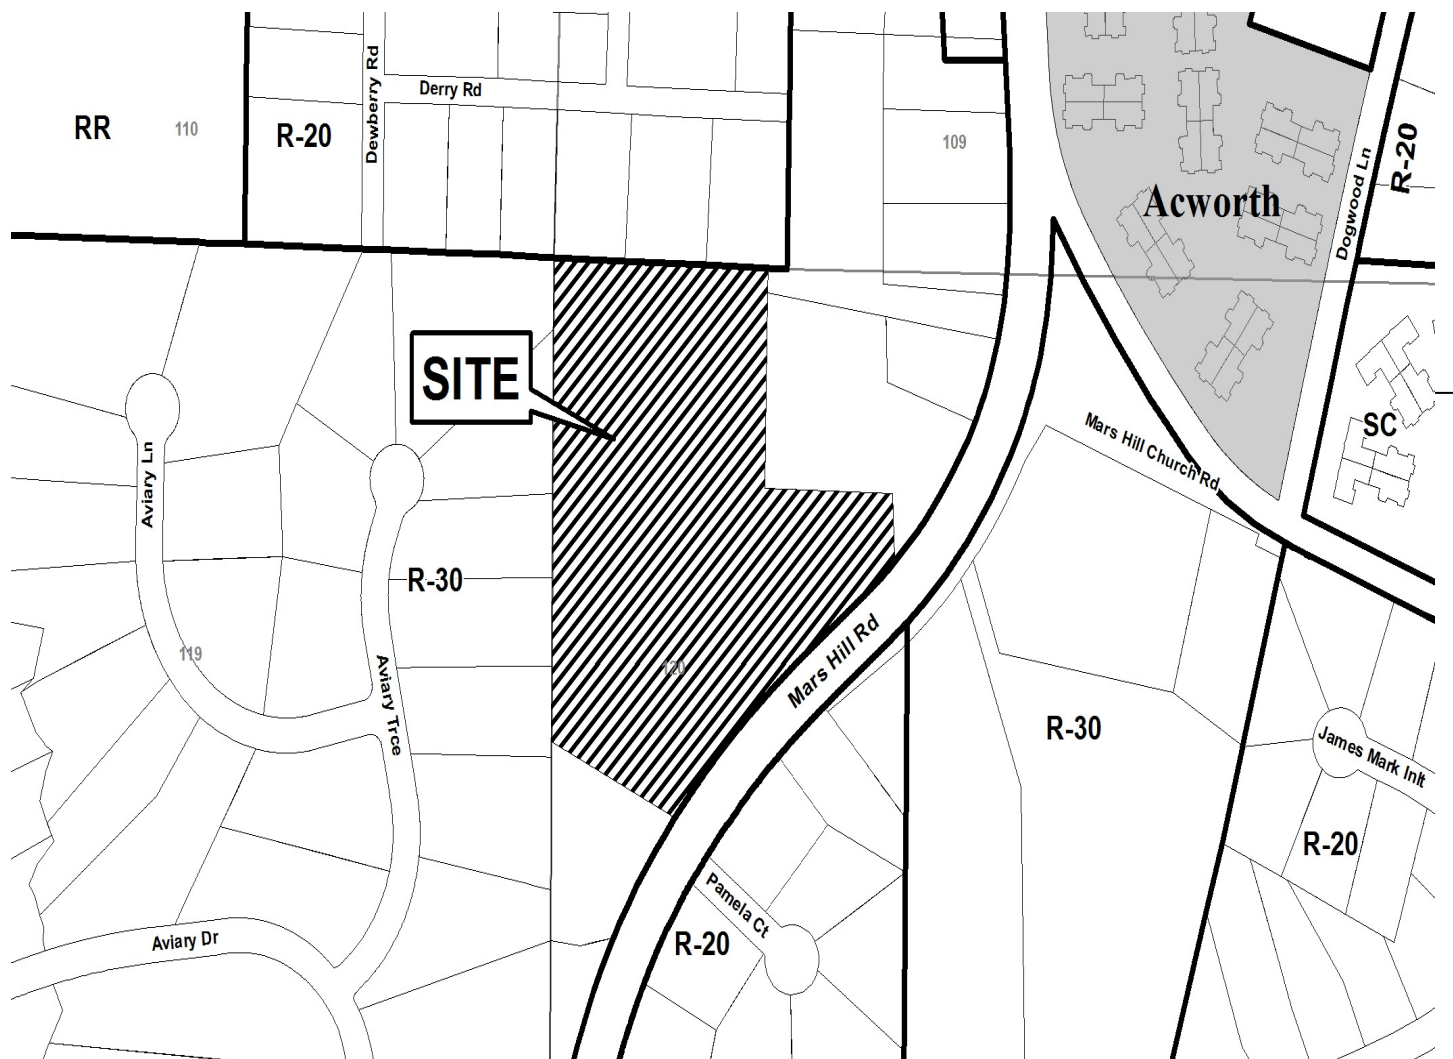 Dewberry Rd
Derry Rd
RR
110
R-20
109
R-20
Acworth
Dogwood Ln
SITE
Mars Hill Church Rd
SC
Aviary Ln
R-30
119
120
Mars Hill Rd
Aviary Trce
R-30
James Mark Inlt
R-20
Pamela Ct
Aviary Dr
R-20